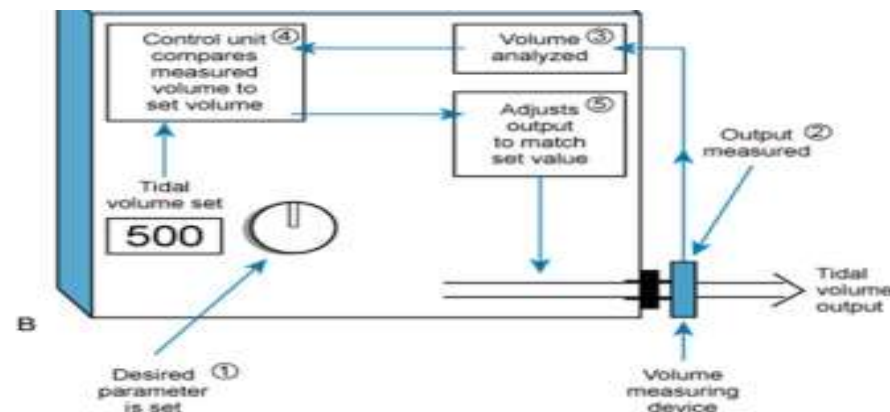 Control unit ④
compares
measured
volume to
set volume
Volume ③
analyzed
Adjusts ⑤
output
to match
set value
Output ②
measured
Tidal
volume set
500
Tidal
volume
output
B
Desired ①
parameter
is set
Volume
measuring
device